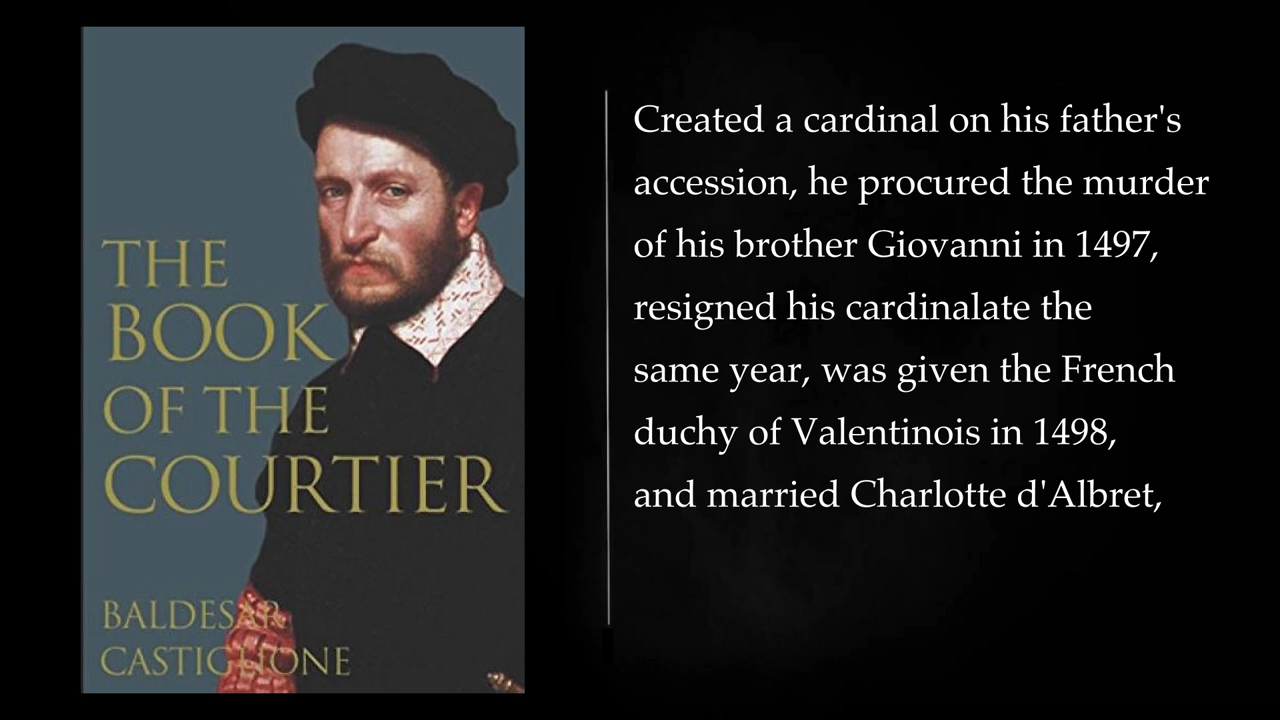 THE
BOOK
OF THE
COURTIER
BALDESAR
CASTIGLIONE
Created a cardinal on his father's
accession, he procured the murder
of his brother Giovanni in 1497,
resigned his cardinalate the
same year, was given the French
duchy of Valentinois in 1498,
and married Charlotte d'Albret,